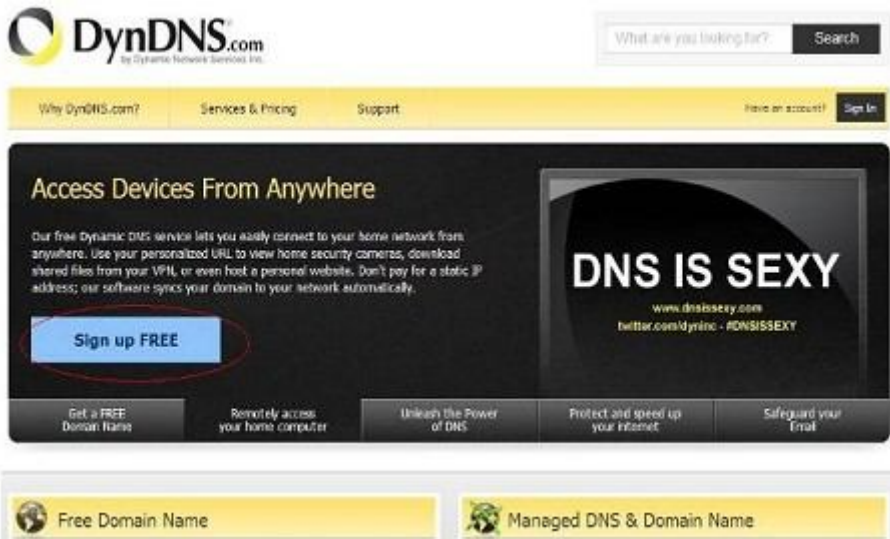 DynDNS.com
by Dynamic Network Services Inc.
What are you looking for?
Search
Why DynDNS.com?
Services & Pricing
Support
Have an account?
Sign In
Access Devices From Anywhere
Our free Dynamic DNS service lets you easily connect to your home network from
anywhere. Use your personalized URL to view home security cameras, download
shared files from your VPN, or even host a personal website. Don't pay for a static IP
address; our software syncs your domain to your network automatically.
Sign up FREE
DNS IS SEXY
www.dnsissexy.com
twitter.com/dyninc - #DNSISSEXY
Get a FREE
Domain Name
Remotely access
your home computer
Unleash the Power
of DNS
Protect and speed up
your internet
Safeguard your
Email
Free Domain Name
Managed DNS & Domain Name